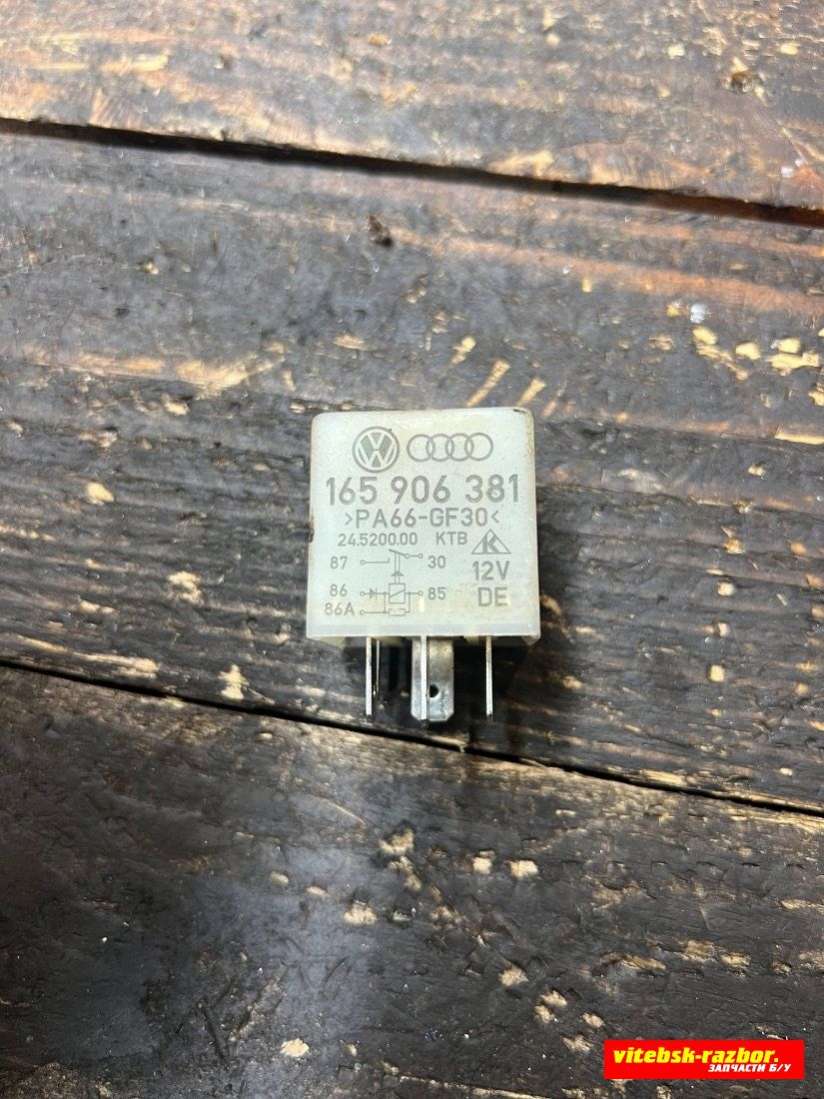 165 906 381
>PA66-GF30<
24.5200.00 KTB
87 30
12V
86 85
86A
DE
vitebsk-razbor.
ЗАПЧАСТИ Б/У